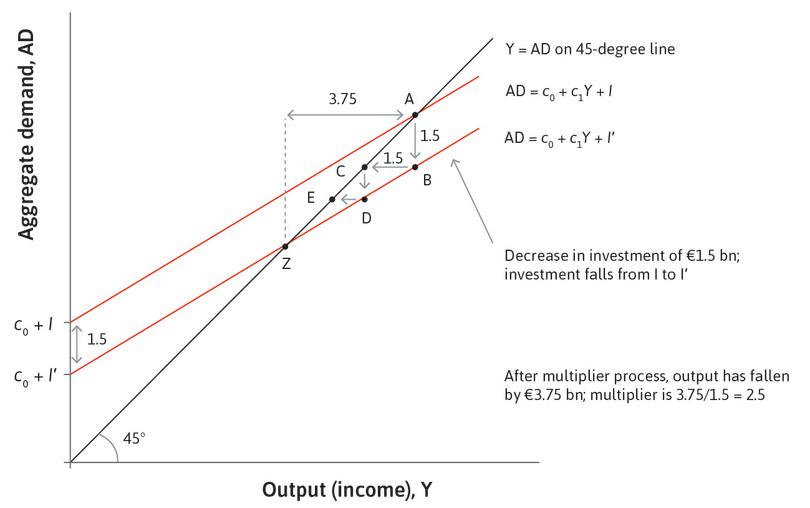 Aggregate demand, AD
Y = AD on 45-degree line
AD = c₀ + c₁Y + I
AD = c₀ + c₁Y + I′
3.75
A
1.5
C
1.5
B
E
D
Z
Decrease in investment of €1.5 bn;
investment falls from I to I′
c₀ + I
1.5
c₀ + I′
After multiplier process, output has fallen
by €3.75 bn; multiplier is 3.75/1.5 = 2.5
45°
Output (income), Y